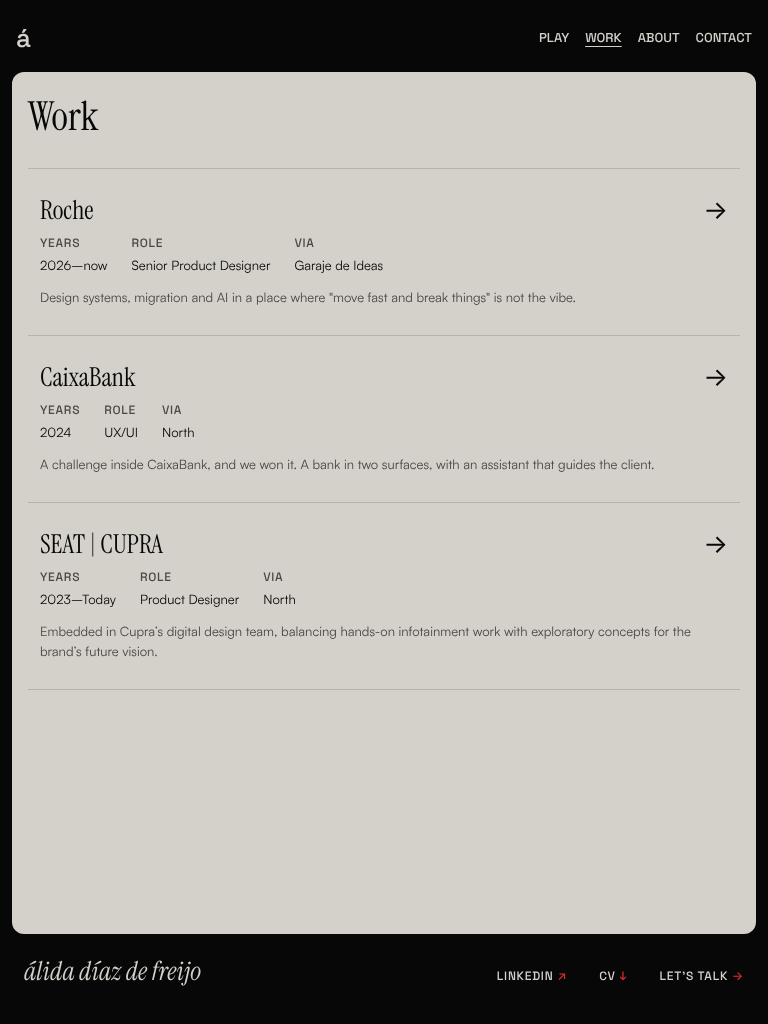 á
PLAY WORK ABOUT CONTACT
Work
Roche
YEARS ROLE VIA
2026—now Senior Product Designer Garaje de Ideas
Design systems, migration and AI in a place where "move fast and break things" is not the vibe.
CaixaBank
YEARS ROLE VIA
2024 UX/UI North
A challenge inside CaixaBank, and we won it. A bank in two surfaces, with an assistant that guides the client.
SEAT | CUPRA
YEARS ROLE VIA
2023—Today Product Designer North
Embedded in Cupra’s digital design team, balancing hands-on infotainment work with exploratory concepts for the
brand’s future vision.
álida díaz de freijo
LINKEDIN ↗ CV ↓ LET’S TALK →